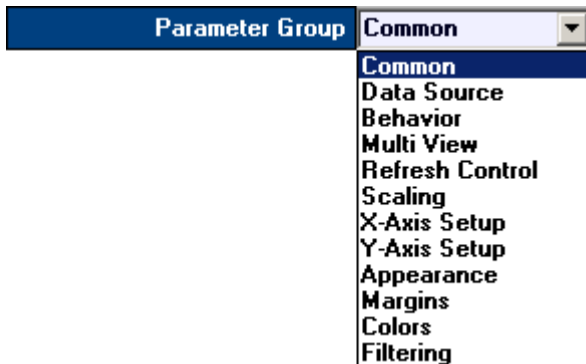 Parameter Group Common
Common
Data Source
Behavior
Multi View
Refresh Control
Scaling
X-Axis Setup
Y-Axis Setup
Appearance
Margins
Colors
Filtering